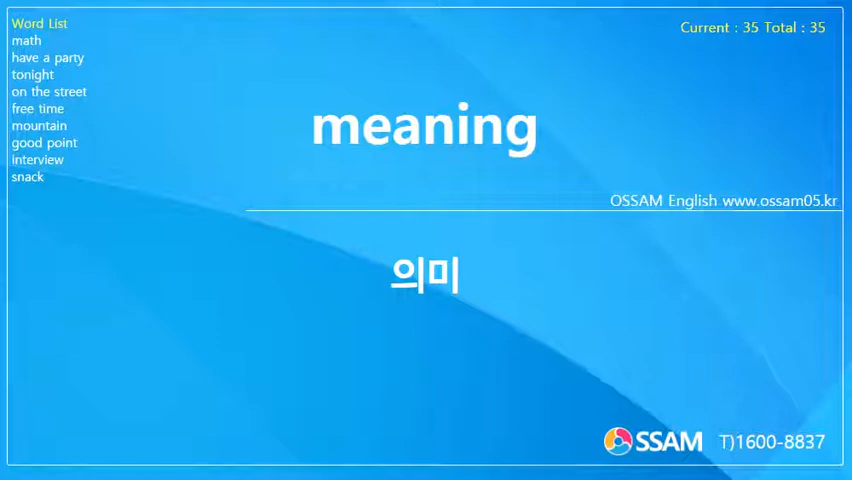 Word List
math
have a party
tonight
on the street
free time
mountain
good point
interview
snack
Current : 35 Total : 35
meaning
OSSAM English www.ossam05.kr
의미
OSSAM T)1600-8837